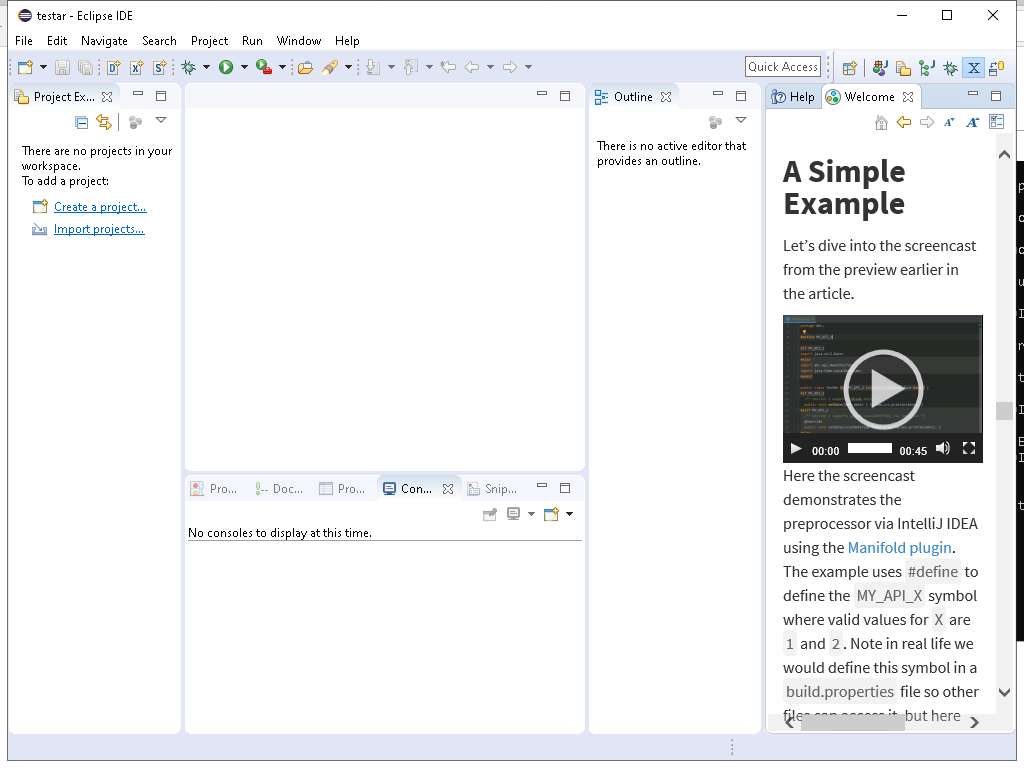 testar - Eclipse IDE
File Edit Navigate Search Project Run Window Help
Quick Access
Project Ex...
There are no projects in your
workspace.
To add a project:
Create a project...
Import projects...
Outline
There is no active editor that
provides an outline.
Help
Welcome
A Simple
Example
Let's dive into the screencast
from the preview earlier in
the article.
00:00
00:45
Here the screencast
demonstrates the
preprocessor via IntelliJ IDEA
using the Manifold plugin.
The example uses #define to
define the MY_API_X symbol
where valid values for X are
1 and 2. Note in real life we
would define this symbol in a
build.properties file so other
files can access it, but here
Pro...
Doc...
Pro...
Con...
Snip...
No consoles to display at this time.